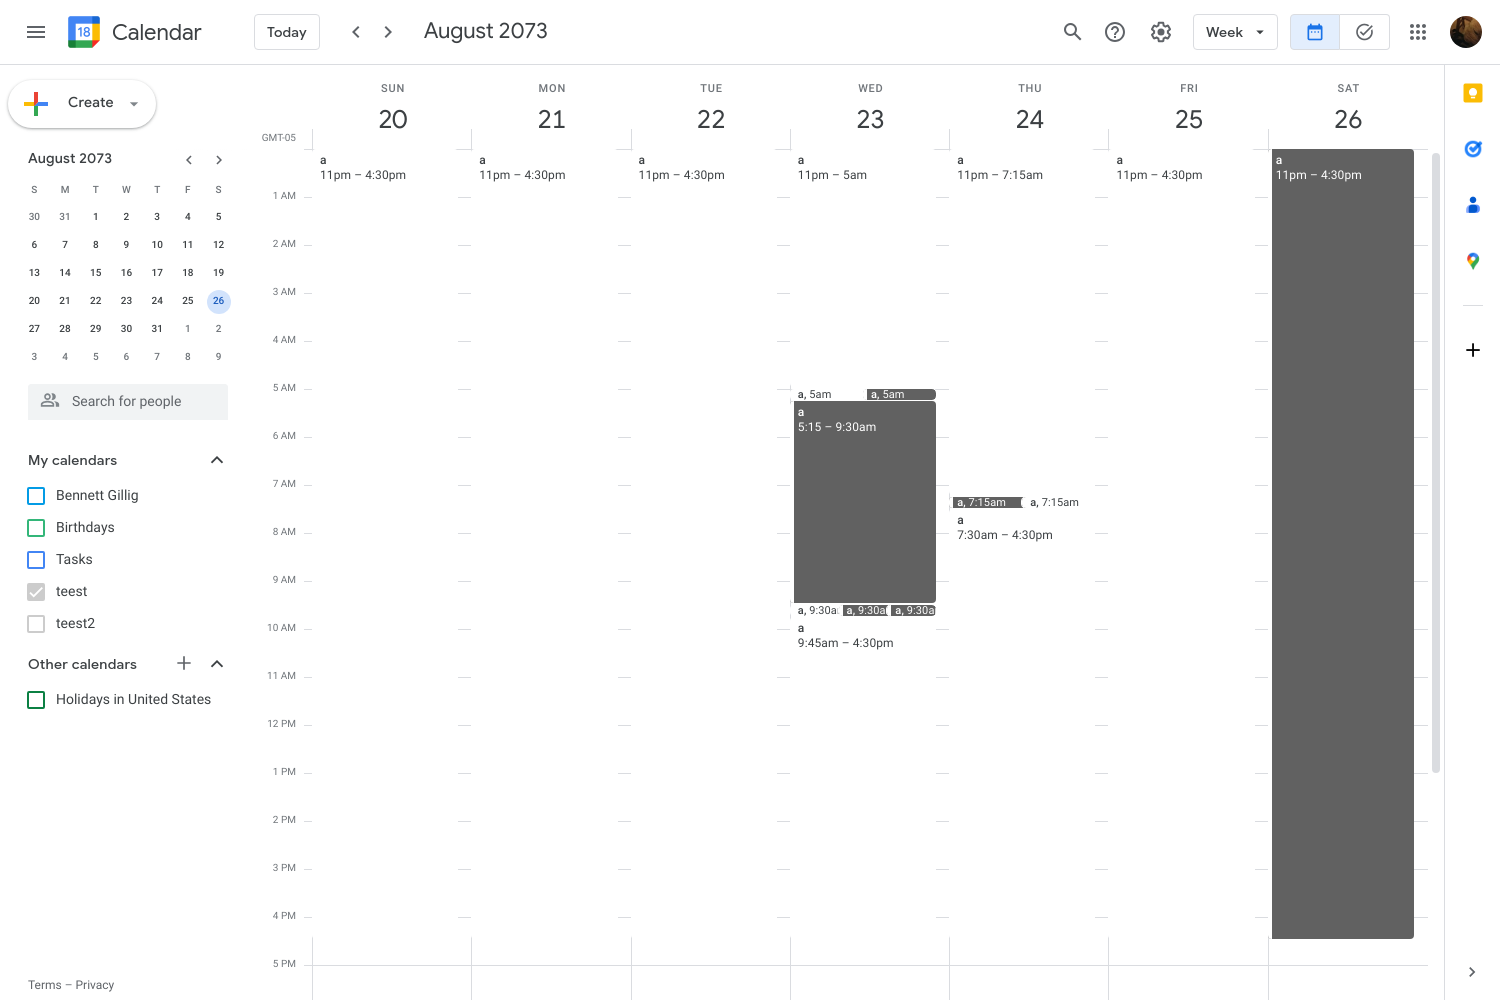 18 Calendar
Today
August 2073
Week
Create
August 2073
S M T W T F S
30 31 1 2 3 4 5
6 7 8 9 10 11 12
13 14 15 16 17 18 19
20 21 22 23 24 25 26
27 28 29 30 31 1 2
3 4 5 6 7 8 9
Search for people
My calendars
Bennett Gillig
Birthdays
Tasks
teest
teest2
Other calendars
Holidays in United States
Terms – Privacy
SUN MON TUE WED THU FRI SAT
20 21 22 23 24 25 26
GMT-05
1 AM
2 AM
3 AM
4 AM
5 AM
6 AM
7 AM
8 AM
9 AM
10 AM
11 AM
12 PM
1 PM
2 PM
3 PM
4 PM
5 PM
a
11pm – 4:30pm
a
11pm – 4:30pm
a
11pm – 4:30pm
a
11pm – 5am
a, 5am
a, 5am
a
5:15 – 9:30am
a, 9:30a
a, 9:30a
a, 9:30a
a
9:45am – 4:30pm
a
11pm – 7:15am
a, 7:15am
a, 7:15am
a
7:30am – 4:30pm
a
11pm – 4:30pm
a
11pm – 4:30pm